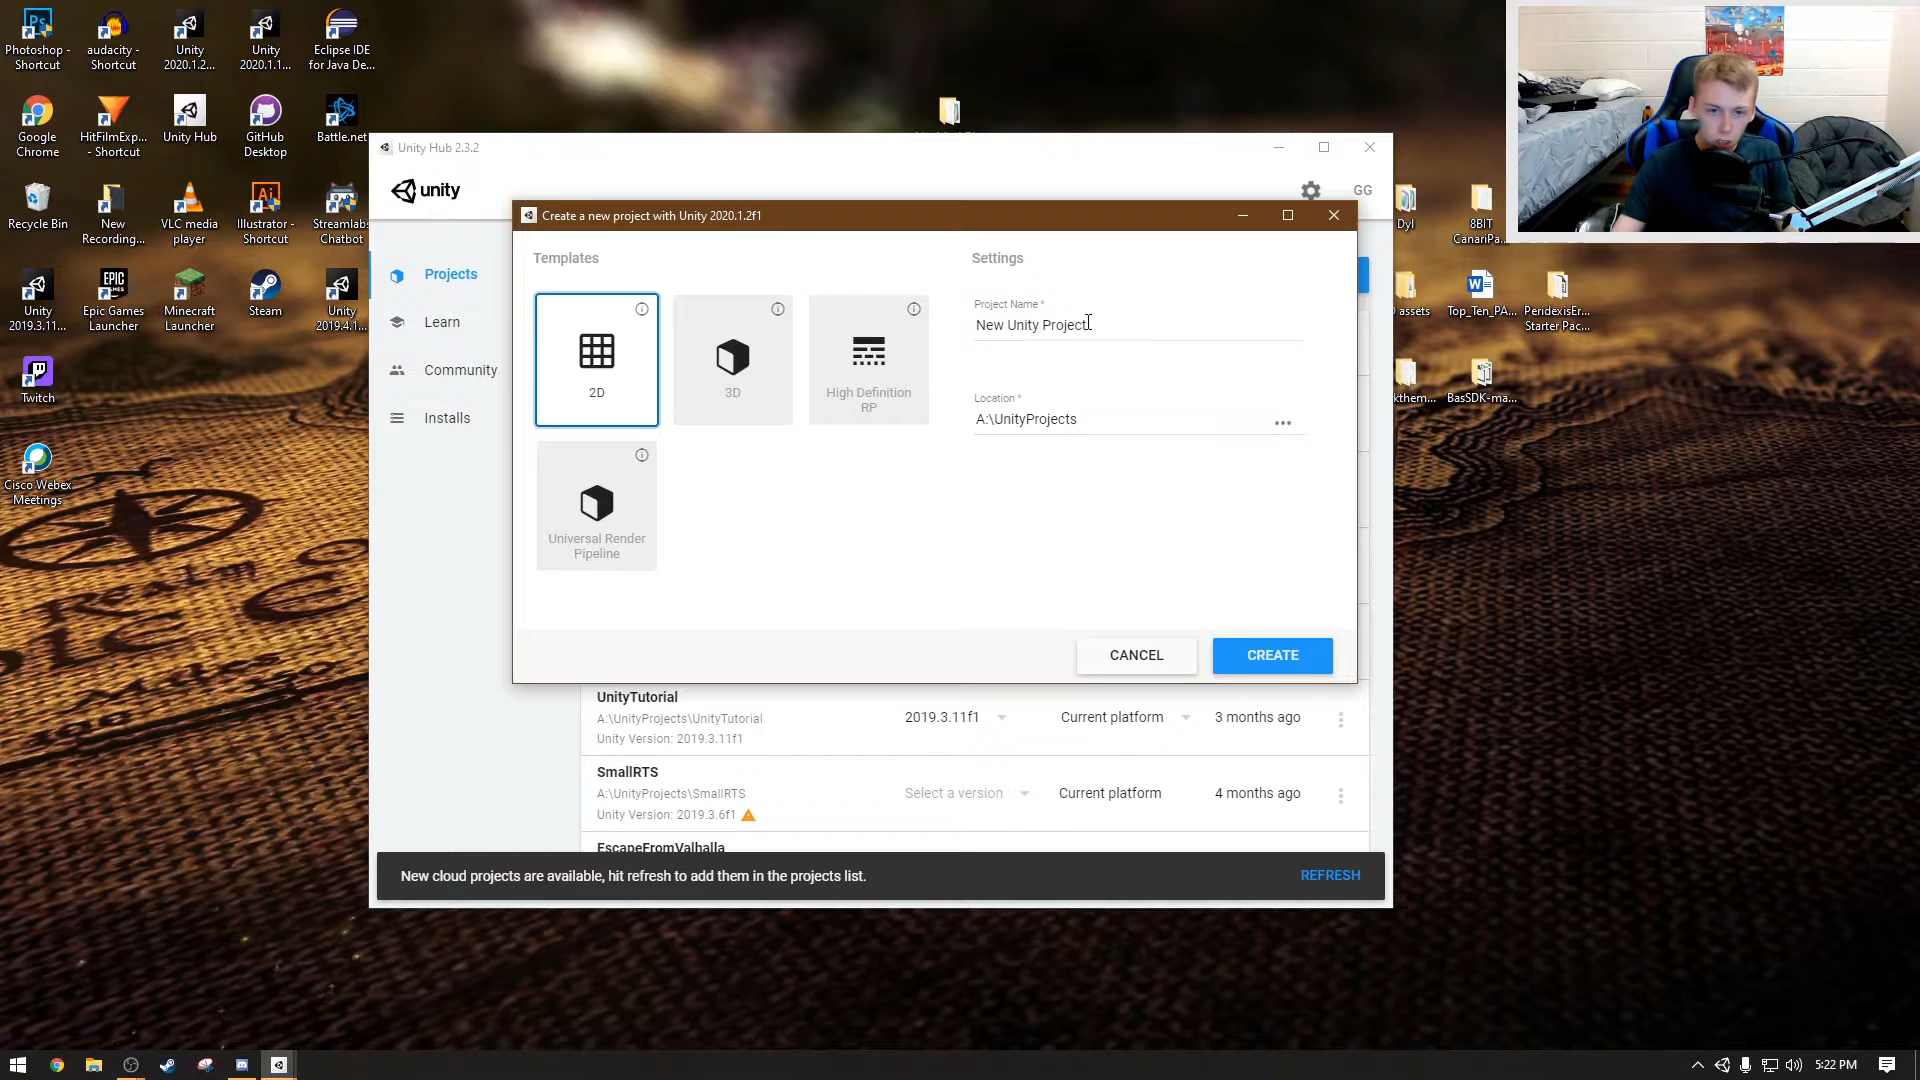 Photoshop -
Shortcut
audacity -
Shortcut
Unity
2020.1.2...
Unity
2020.1.1...
Eclipse IDE
for Java De...
Google
Chrome
HitFilmExp...
- Shortcut
Unity Hub
GitHub
Desktop
Battle.net
Recycle Bin
New
Recording...
VLC media
player
Illustrator -
Shortcut
Streamlabs
Chatbot
Unity
2019.3.11...
Epic Games
Launcher
Minecraft
Launcher
Steam
Unity
2019.4.1...
Twitch
Cisco Webex
Meetings
Unity Hub 2.3.2
unity
GG
Projects
Learn
Community
Installs
Create a new project with Unity 2020.1.2f1
Templates
2D
3D
High Definition
RP
Universal Render
Pipeline
Settings
Project Name *
New Unity Project
Location *
A:\UnityProjects
CANCEL
CREATE
UnityTutorial
A:\UnityProjects\UnityTutorial
Unity Version: 2019.3.11f1
2019.3.11f1
Current platform
3 months ago
SmallRTS
A:\UnityProjects\SmallRTS
Unity Version: 2019.3.6f1
Select a version
Current platform
4 months ago
EscapeFromValhalla
New cloud projects are available, hit refresh to add them in the projects list.
REFRESH
Dyl
8BIT
CanariPa...
assets
Top_Ten_PA...
PeridexisEr...
Starter Pac...
kthem...
BasSDK-ma...
Realm
5:22 PM